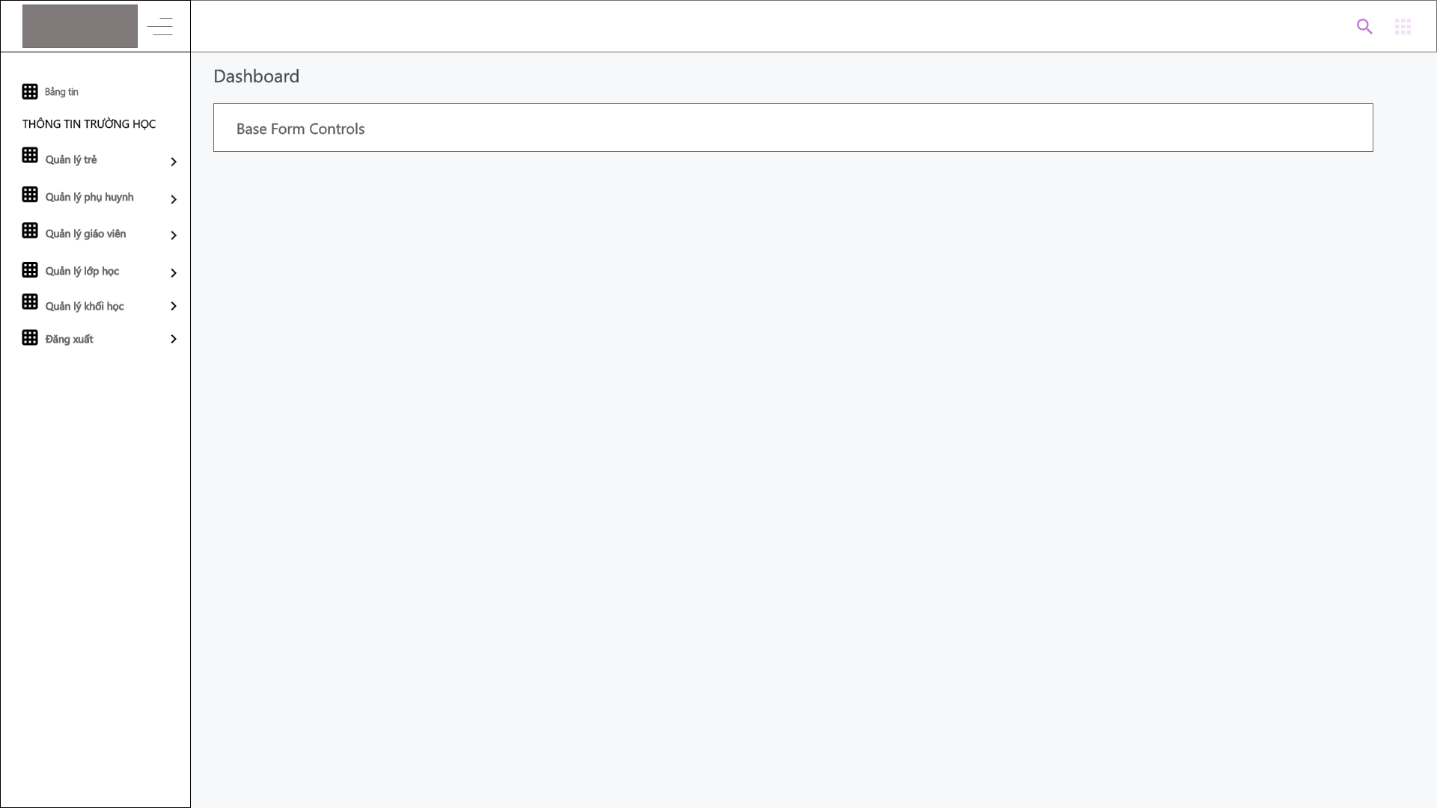 Dashboard
Base Form Controls
Bảng tin
THÔNG TIN TRƯỜNG HỌC
Quản lý trẻ
Quản lý phụ huynh
Quản lý giáo viên
Quản lý lớp học
Quản lý khối học
Đăng xuất